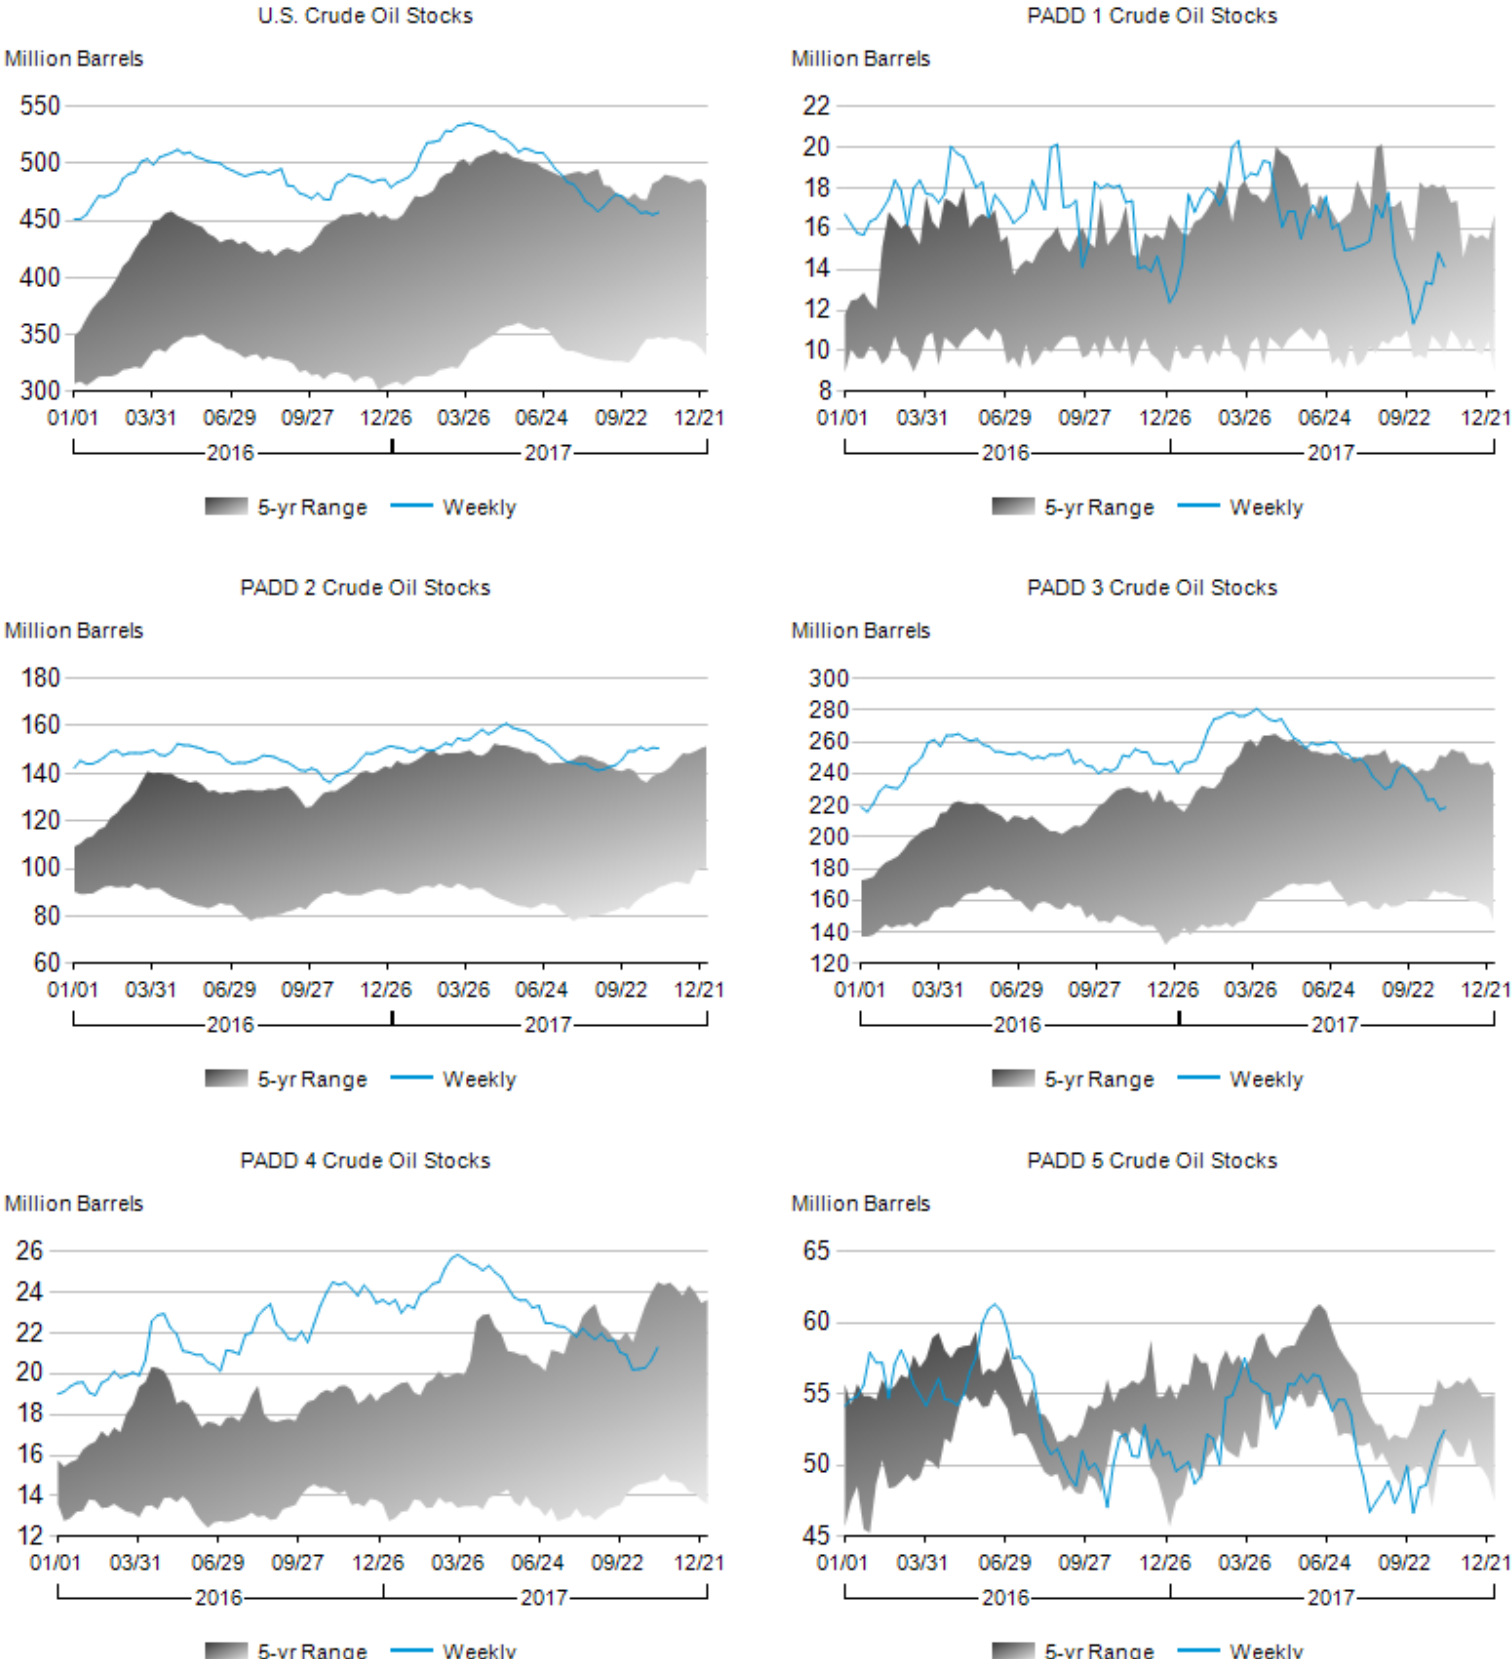 U.S. Crude Oil Stocks
Million Barrels
550
500
450
400
350
300
01/01 03/31 06/29 09/27 12/26 03/26 06/24 09/22 12/21
2016 2017
5-yr Range Weekly
PADD 1 Crude Oil Stocks
Million Barrels
22
20
18
16
14
12
10
8
01/01 03/31 06/29 09/27 12/26 03/26 06/24 09/22 12/21
2016 2017
5-yr Range Weekly
PADD 2 Crude Oil Stocks
Million Barrels
180
160
140
120
100
80
60
01/01 03/31 06/29 09/27 12/26 03/26 06/24 09/22 12/21
2016 2017
5-yr Range Weekly
PADD 3 Crude Oil Stocks
Million Barrels
300
280
260
240
220
200
180
160
140
120
01/01 03/31 06/29 09/27 12/26 03/26 06/24 09/22 12/21
2016 2017
5-yr Range Weekly
PADD 4 Crude Oil Stocks
Million Barrels
26
24
22
20
18
16
14
12
01/01 03/31 06/29 09/27 12/26 03/26 06/24 09/22 12/21
2016 2017
5-yr Range Weekly
PADD 5 Crude Oil Stocks
Million Barrels
65
60
55
50
45
01/01 03/31 06/29 09/27 12/26 03/26 06/24 09/22 12/21
2016 2017
5-yr Range Weekly